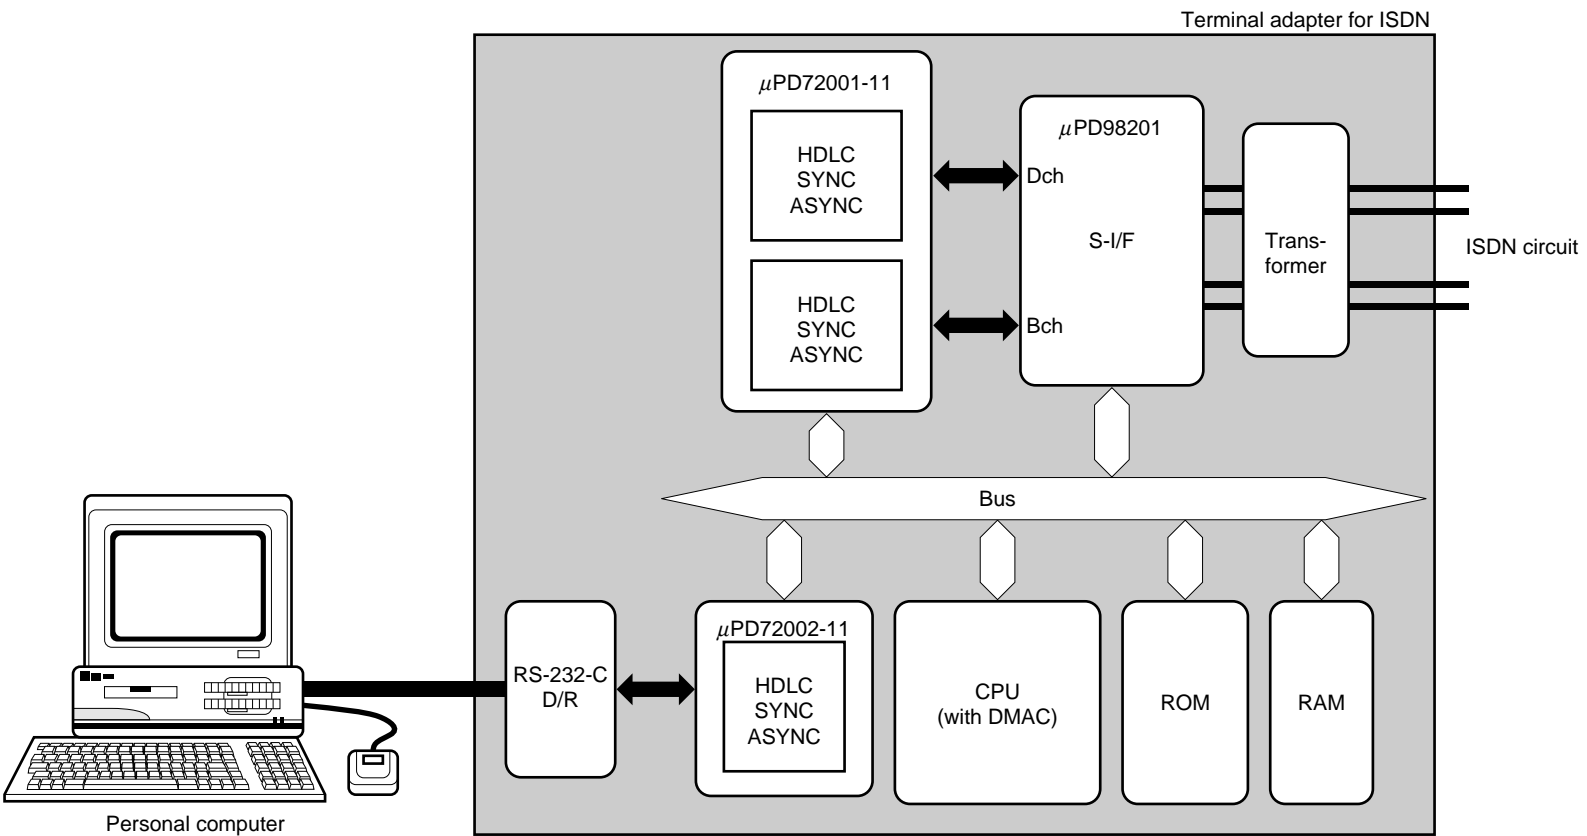 Terminal adapter for ISDN
μPD72001-11
HDLC
SYNC
ASYNC
HDLC
SYNC
ASYNC
μPD98201
Dch
S-I/F
Bch
Trans-
former
ISDN circuit
Bus
RS-232-C
D/R
μPD72002-11
HDLC
SYNC
ASYNC
CPU
(with DMAC)
ROM
RAM
Personal computer